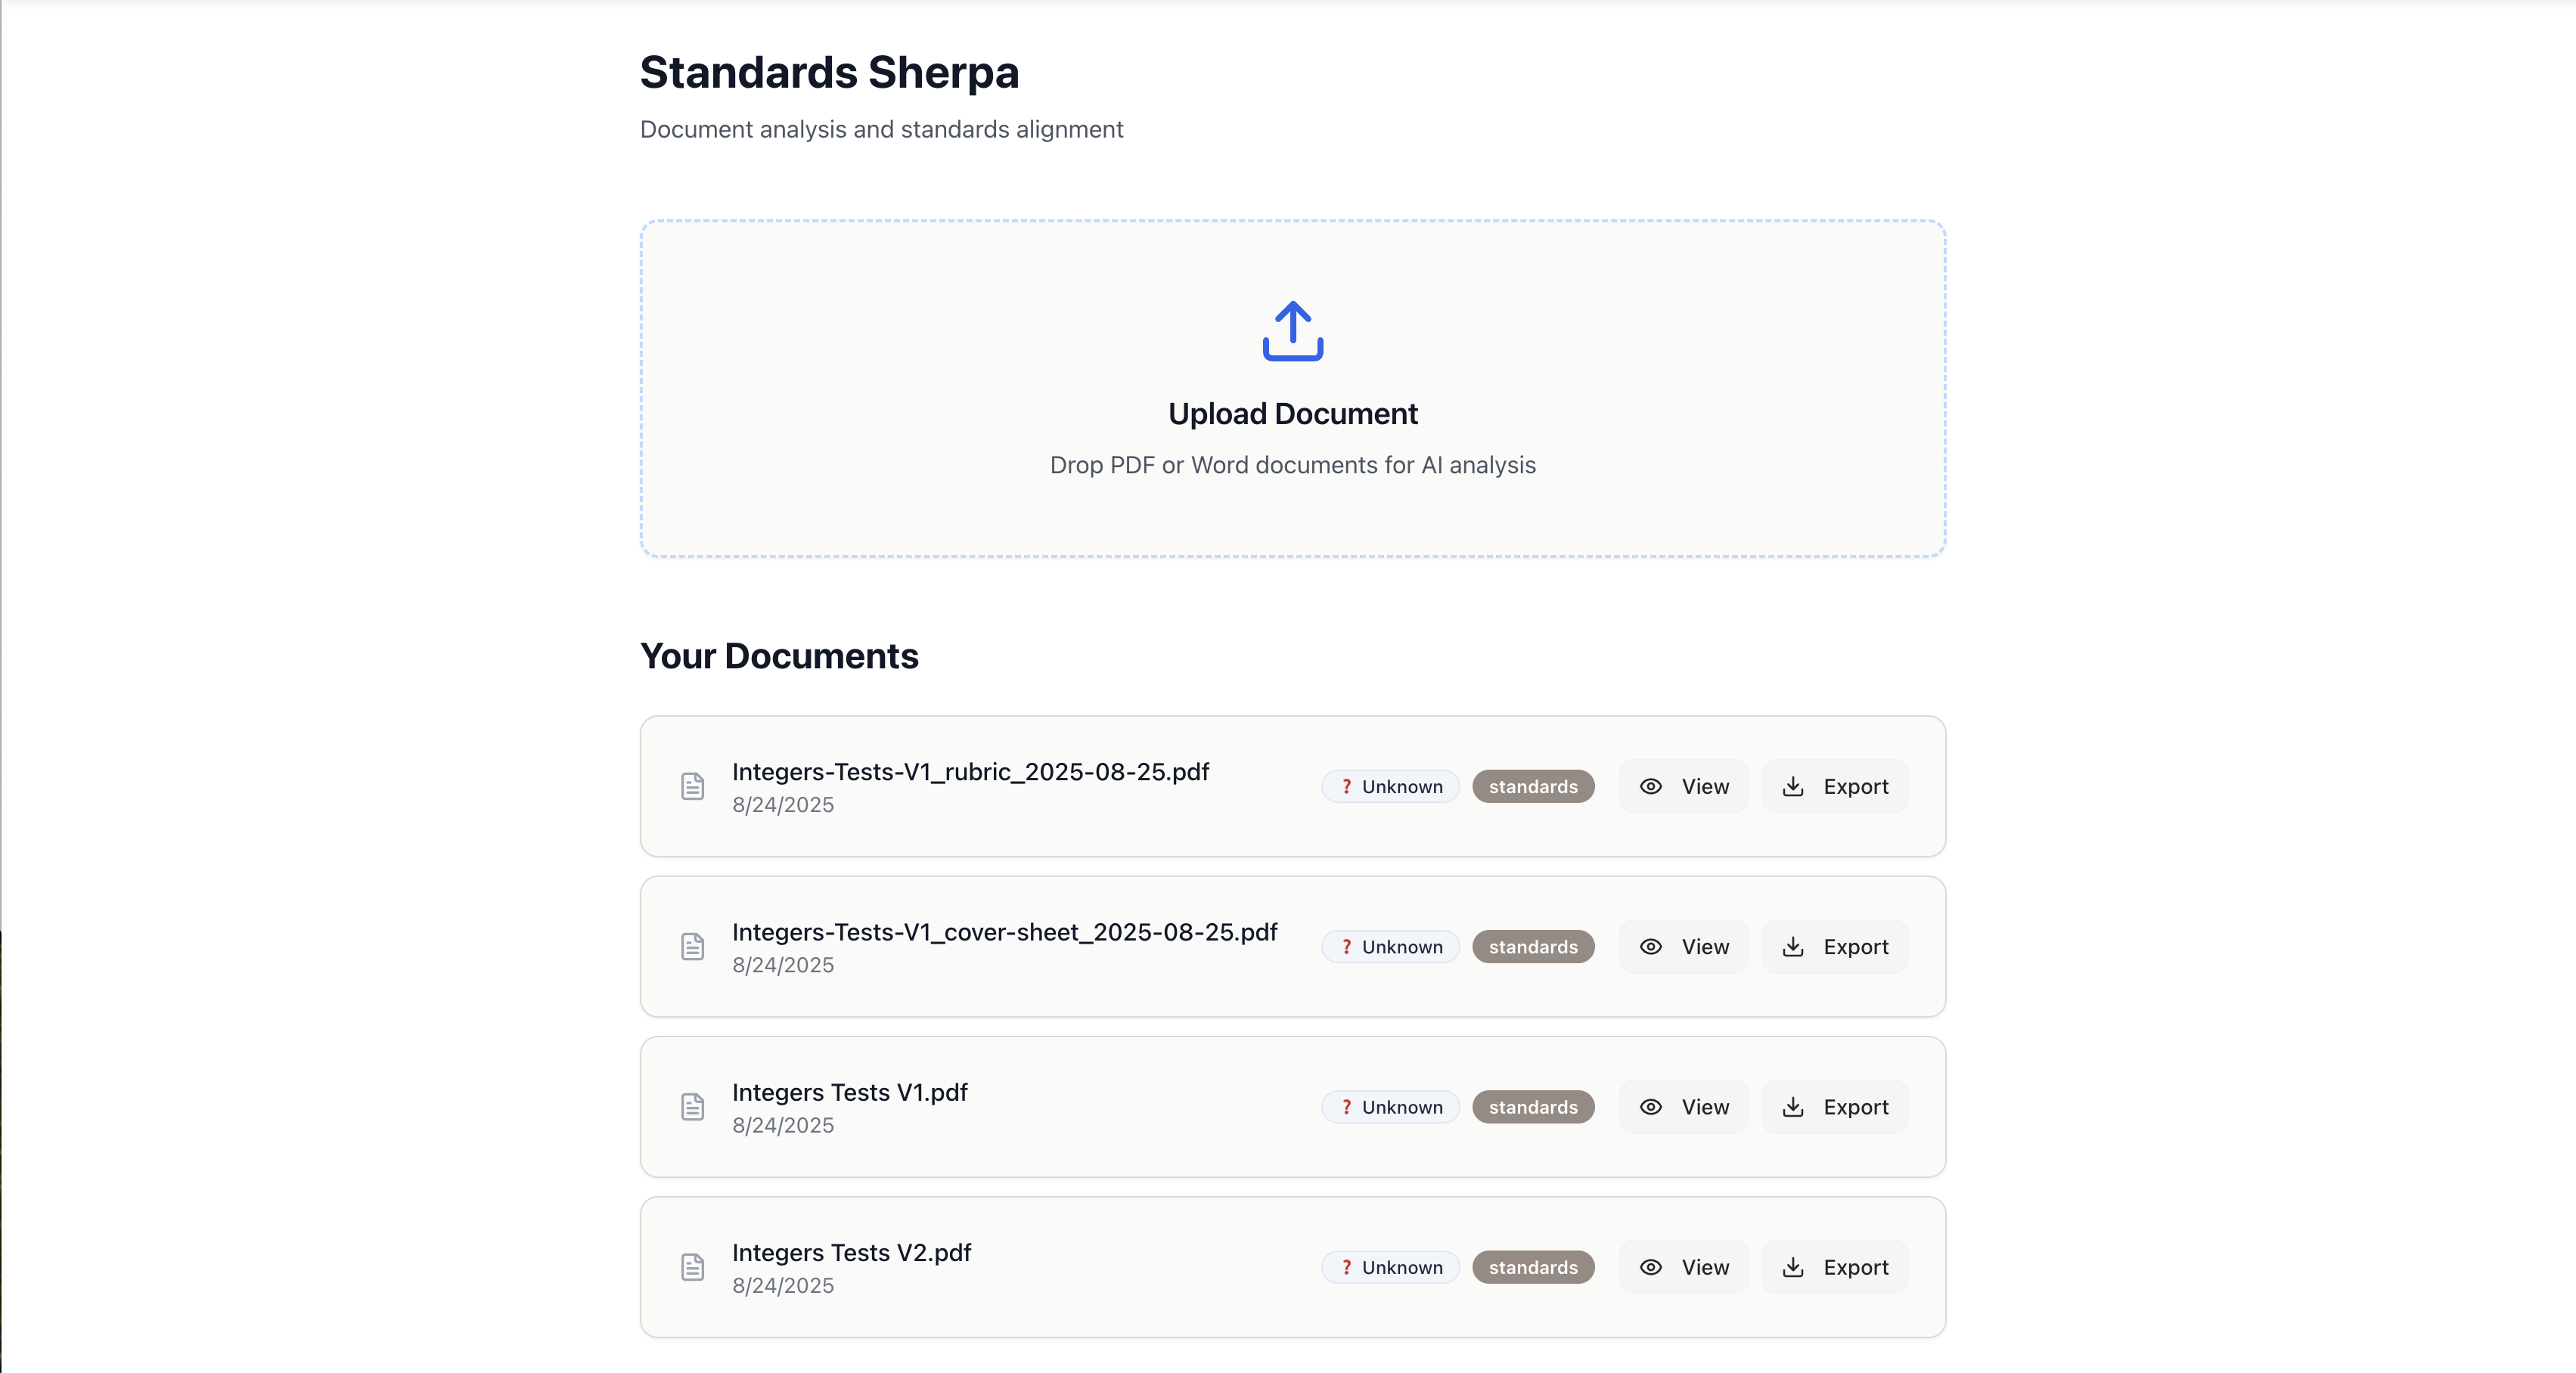 Standards Sherpa
Document analysis and standards alignment
Upload Document
Drop PDF or Word documents for AI analysis
Your Documents
Integers-Tests-V1_rubric_2025-08-25.pdf
8/24/2025
❓ Unknown
standards
View
Export
Integers-Tests-V1_cover-sheet_2025-08-25.pdf
8/24/2025
❓ Unknown
standards
View
Export
Integers Tests V1.pdf
8/24/2025
❓ Unknown
standards
View
Export
Integers Tests V2.pdf
8/24/2025
❓ Unknown
standards
View
Export